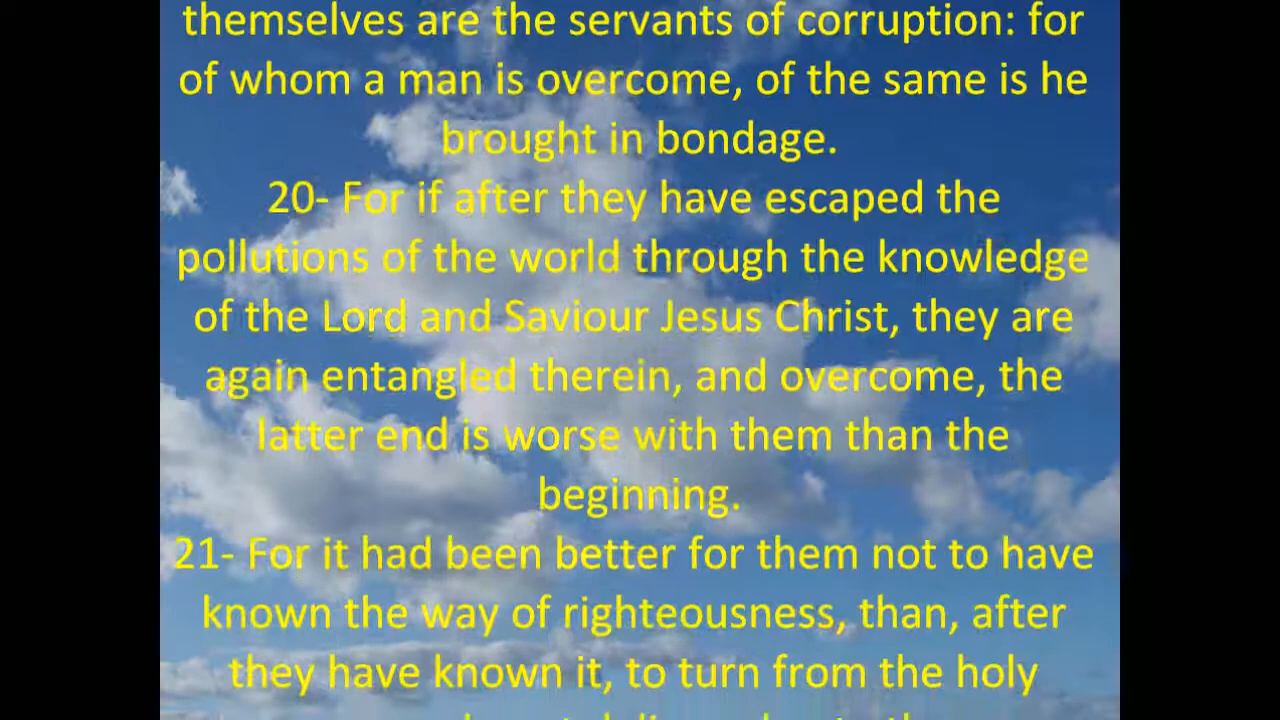 themselves are the servants of corruption: for
of whom a man is overcome, of the same is he
brought in bondage.
20- For if after they have escaped the
pollutions of the world through the knowledge
of the Lord and Saviour Jesus Christ, they are
again entangled therein, and overcome, the
latter end is worse with them than the
beginning.
21- For it had been better for them not to have
known the way of righteousness, than, after
they have known it, to turn from the holy